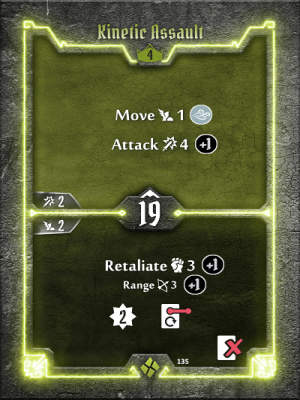 Kinetic Assault
4
Move 1
Attack 4 +1
2
2
19
Retaliate 3 +1
Range 3 +1
2
135